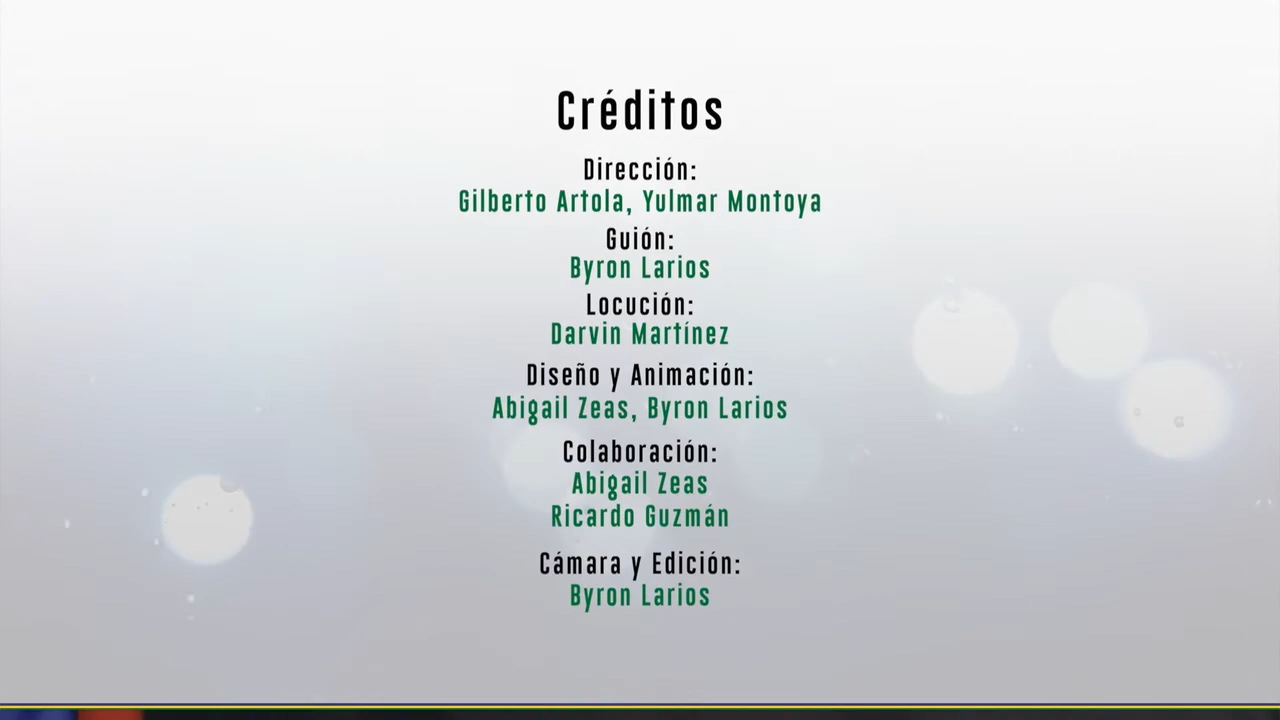 Créditos
Dirección:
Gilberto Artola, Yulmar Montoya
Guión:
Byron Larios
Locución:
Darvin Martínez
Diseño y Animación:
Abigail Zeas, Byron Larios
Colaboración:
Abigail Zeas
Ricardo Guzmán
Cámara y Edición:
Byron Larios